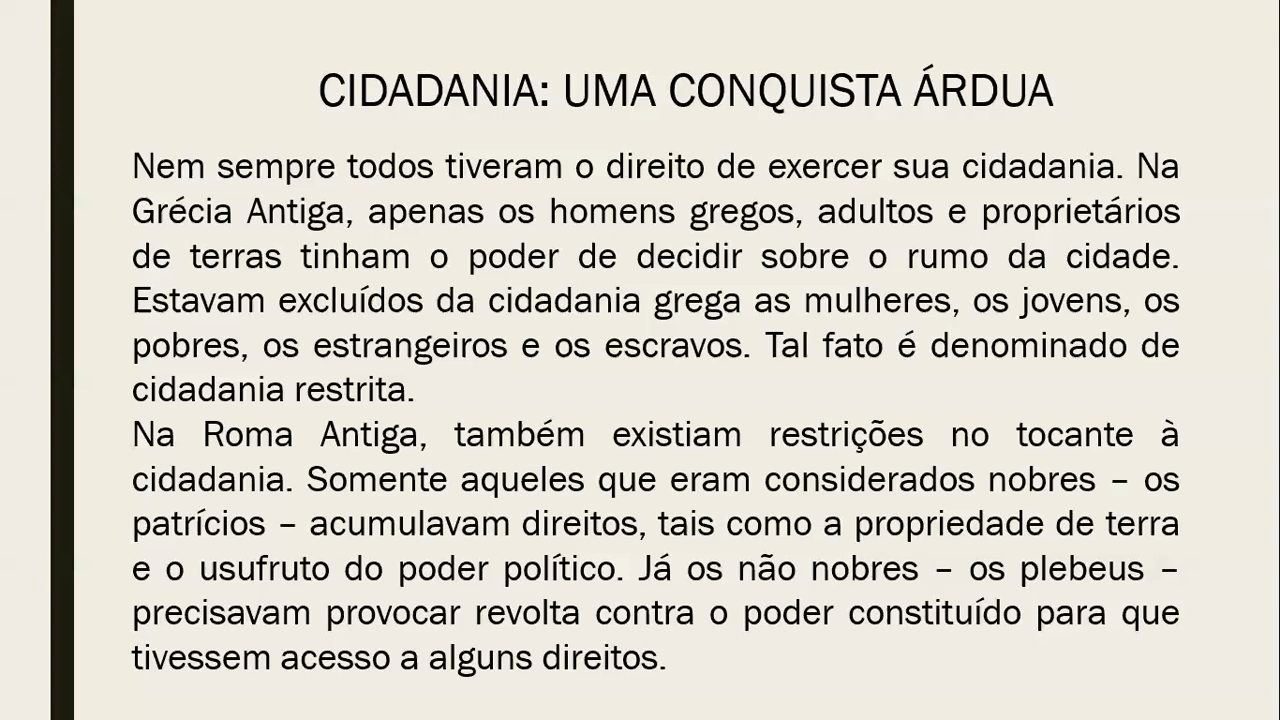 CIDADANIA: UMA CONQUISTA ÁRDUA
Nem sempre todos tiveram o direito de exercer sua cidadania. Na
Grécia Antiga, apenas os homens gregos, adultos e proprietários
de terras tinham o poder de decidir sobre o rumo da cidade.
Estavam excluídos da cidadania grega as mulheres, os jovens, os
pobres, os estrangeiros e os escravos. Tal fato é denominado de
cidadania restrita.
Na Roma Antiga, também existiam restrições no tocante à
cidadania. Somente aqueles que eram considerados nobres – os
patrícios – acumulavam direitos, tais como a propriedade de terra
e o usufruto do poder político. Já os não nobres – os plebeus –
precisavam provocar revolta contra o poder constituído para que
tivessem acesso a alguns direitos.